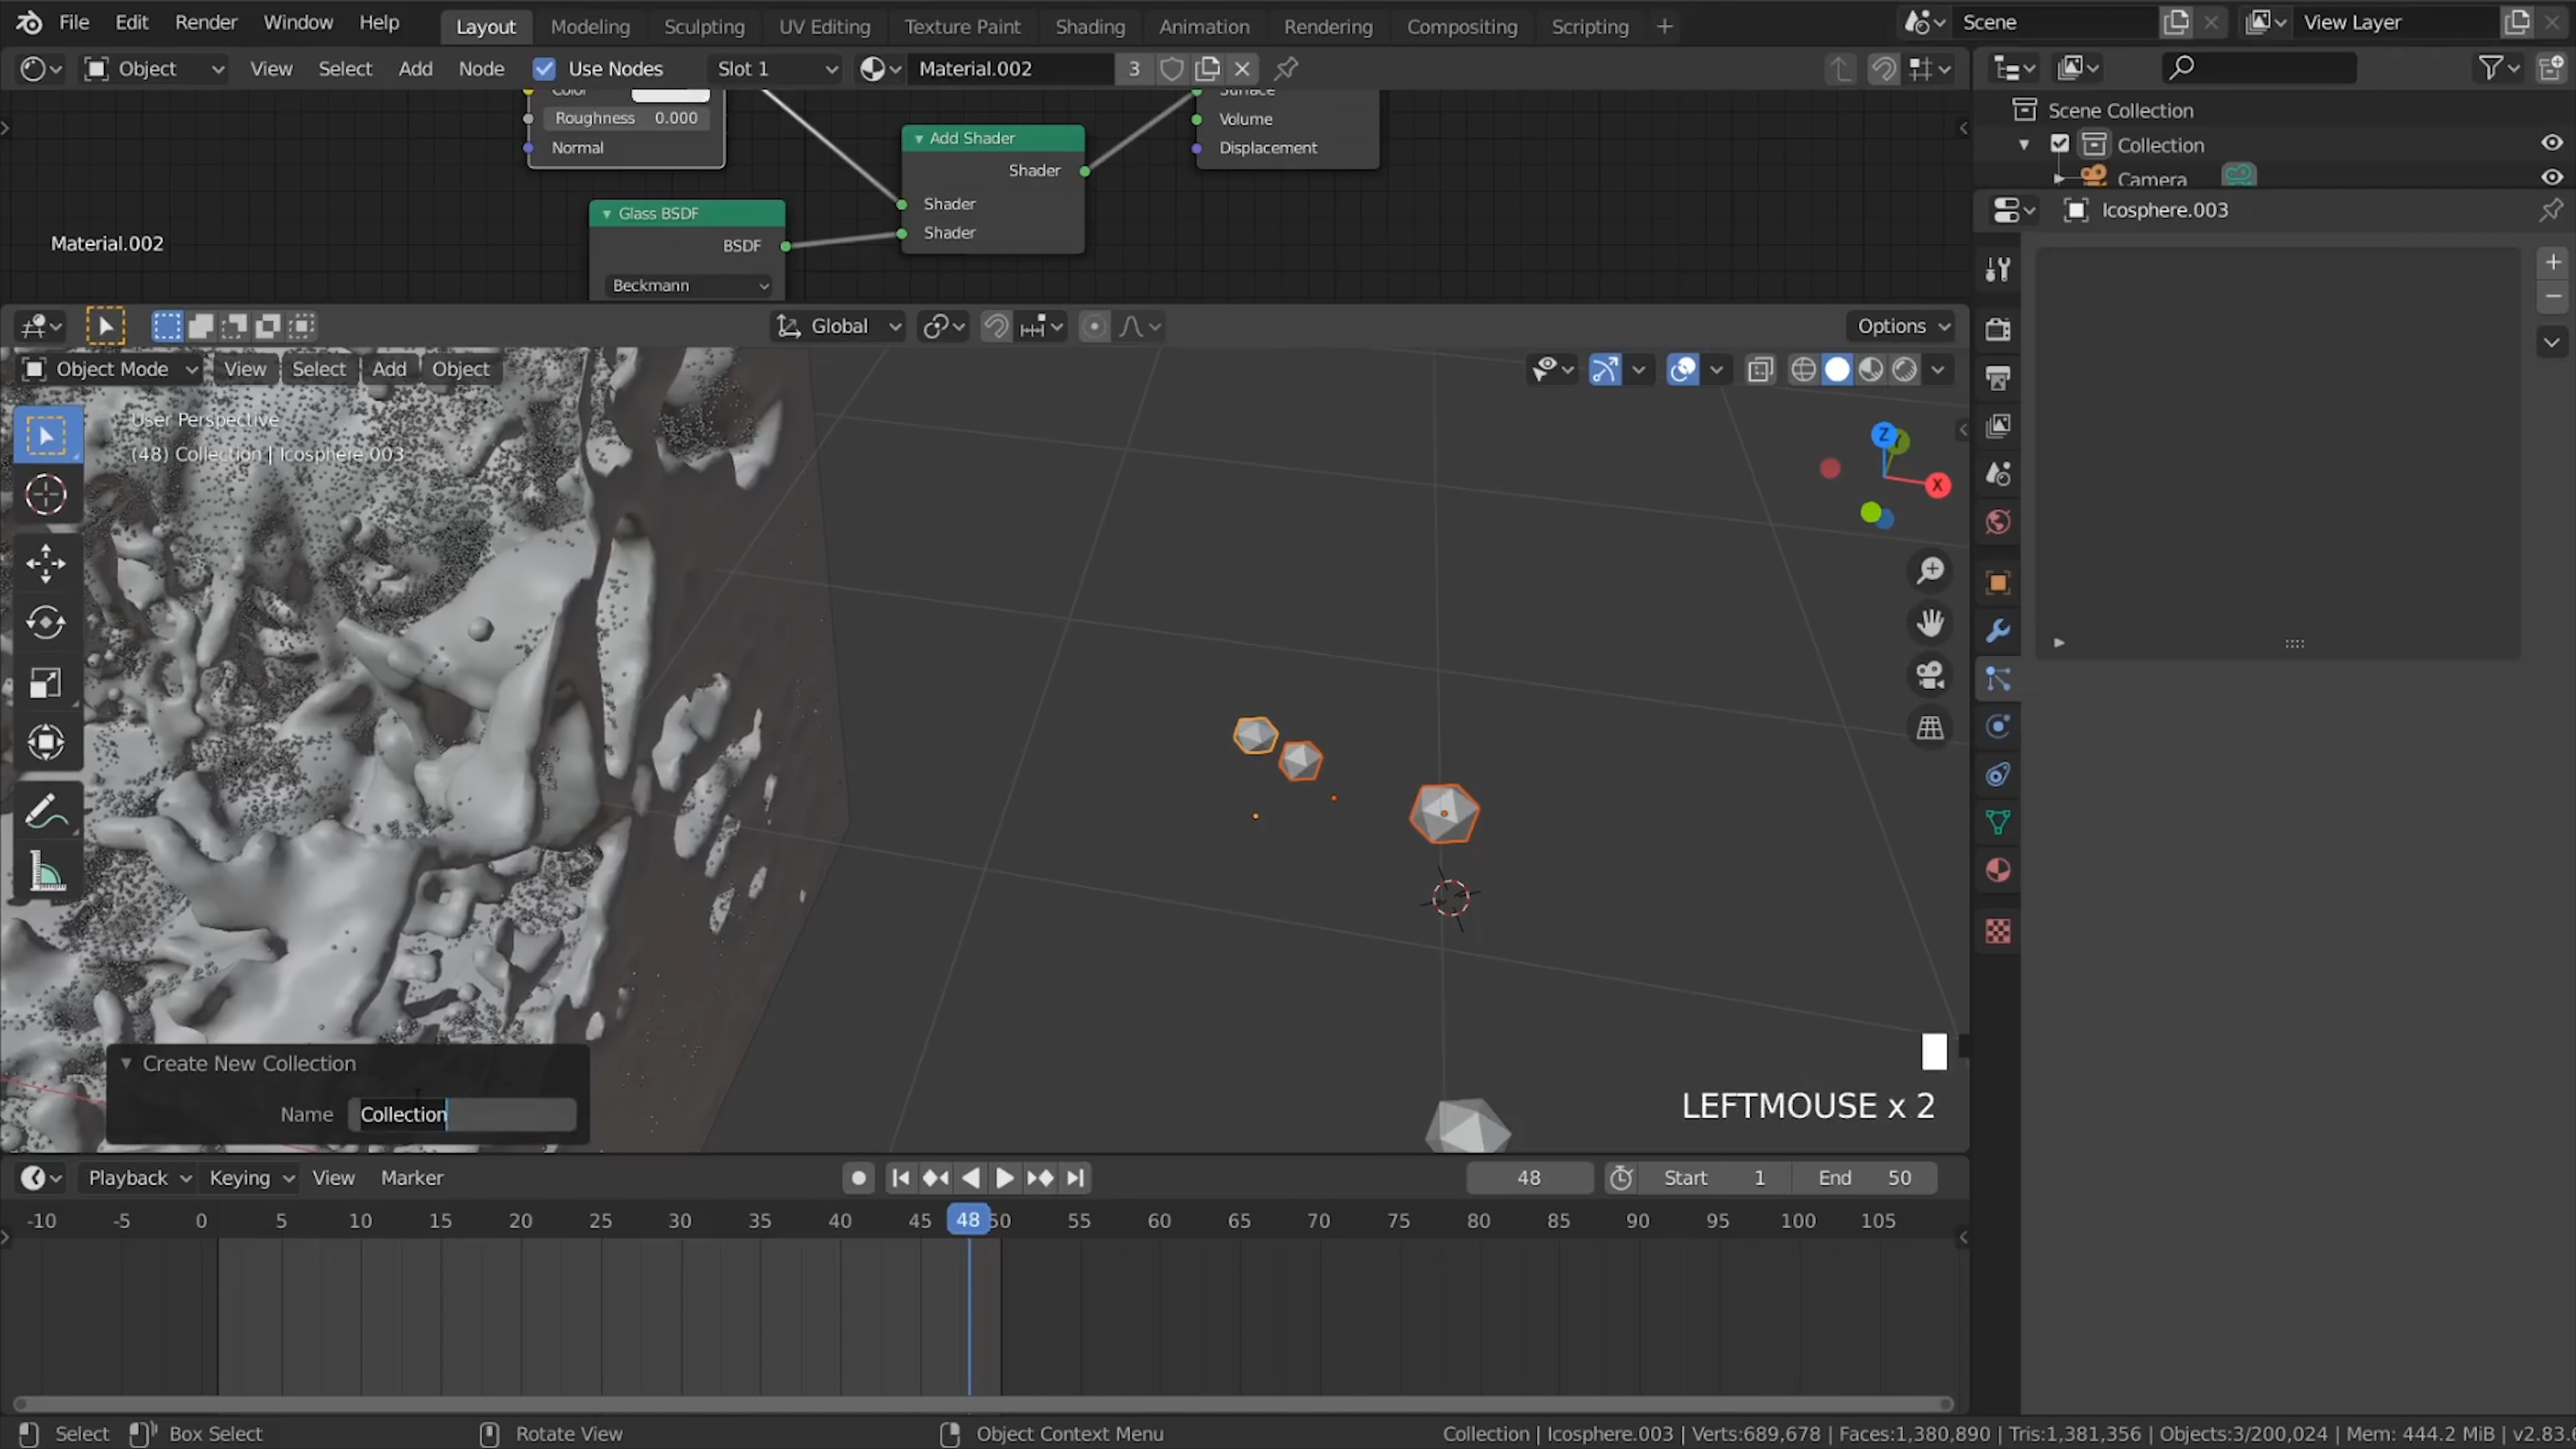 File Edit Render Window Help Layout Modeling Sculpting UV Editing Texture Paint Shading Animation Rendering Compositing Scripting + Scene View Layer
Object View Select Add Node Use Nodes Slot 1 Material.002 3
Color
Roughness 0.000
Normal
Add Shader
Shader
Shader
Shader
Surface
Volume
Displacement
Glass BSDF
BSDF
Beckmann
Material.002
Scene Collection
Collection
Camera
Icosphere.003
Global Options
Object Mode View Select Add Object
User Perspective
(48) Collection | Icosphere.003
Z
Y
X
Create New Collection
Name Collection
LEFTMOUSE x 2
Playback Keying View Marker 48 Start 1 End 50
-10 -5 0 5 10 15 20 25 30 35 40 45 48 50 55 60 65 70 75 80 85 90 95 100 105
Select Box Select Rotate View Object Context Menu Collection | Icosphere.003 | Verts:689,678 | Faces:1,380,890 | Tris:1,381,356 | Objects:3/200,024 | Mem: 444.2 MiB | v2.83.